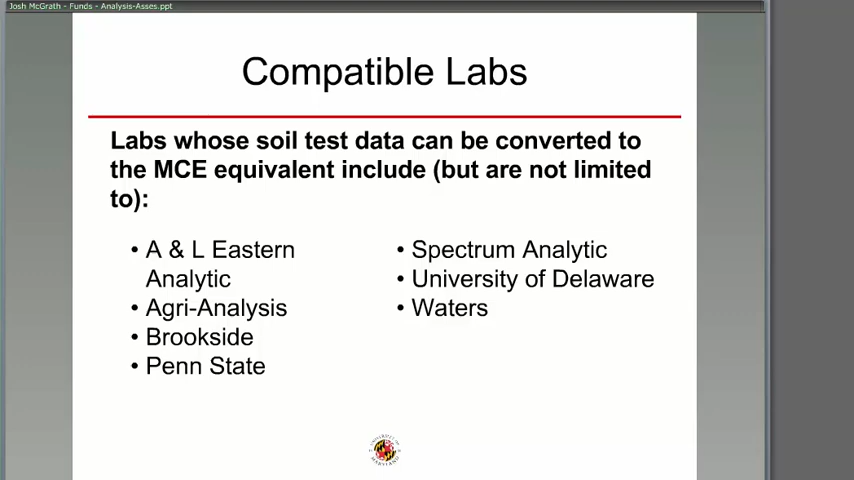 Josh McGrath - Funds - Analysis-Asses.ppt
Compatible Labs
Labs whose soil test data can be converted to
the MCE equivalent include (but are not limited
to):
• A & L Eastern
Analytic
• Agri-Analysis
• Brookside
• Penn State
• Spectrum Analytic
• University of Delaware
• Waters